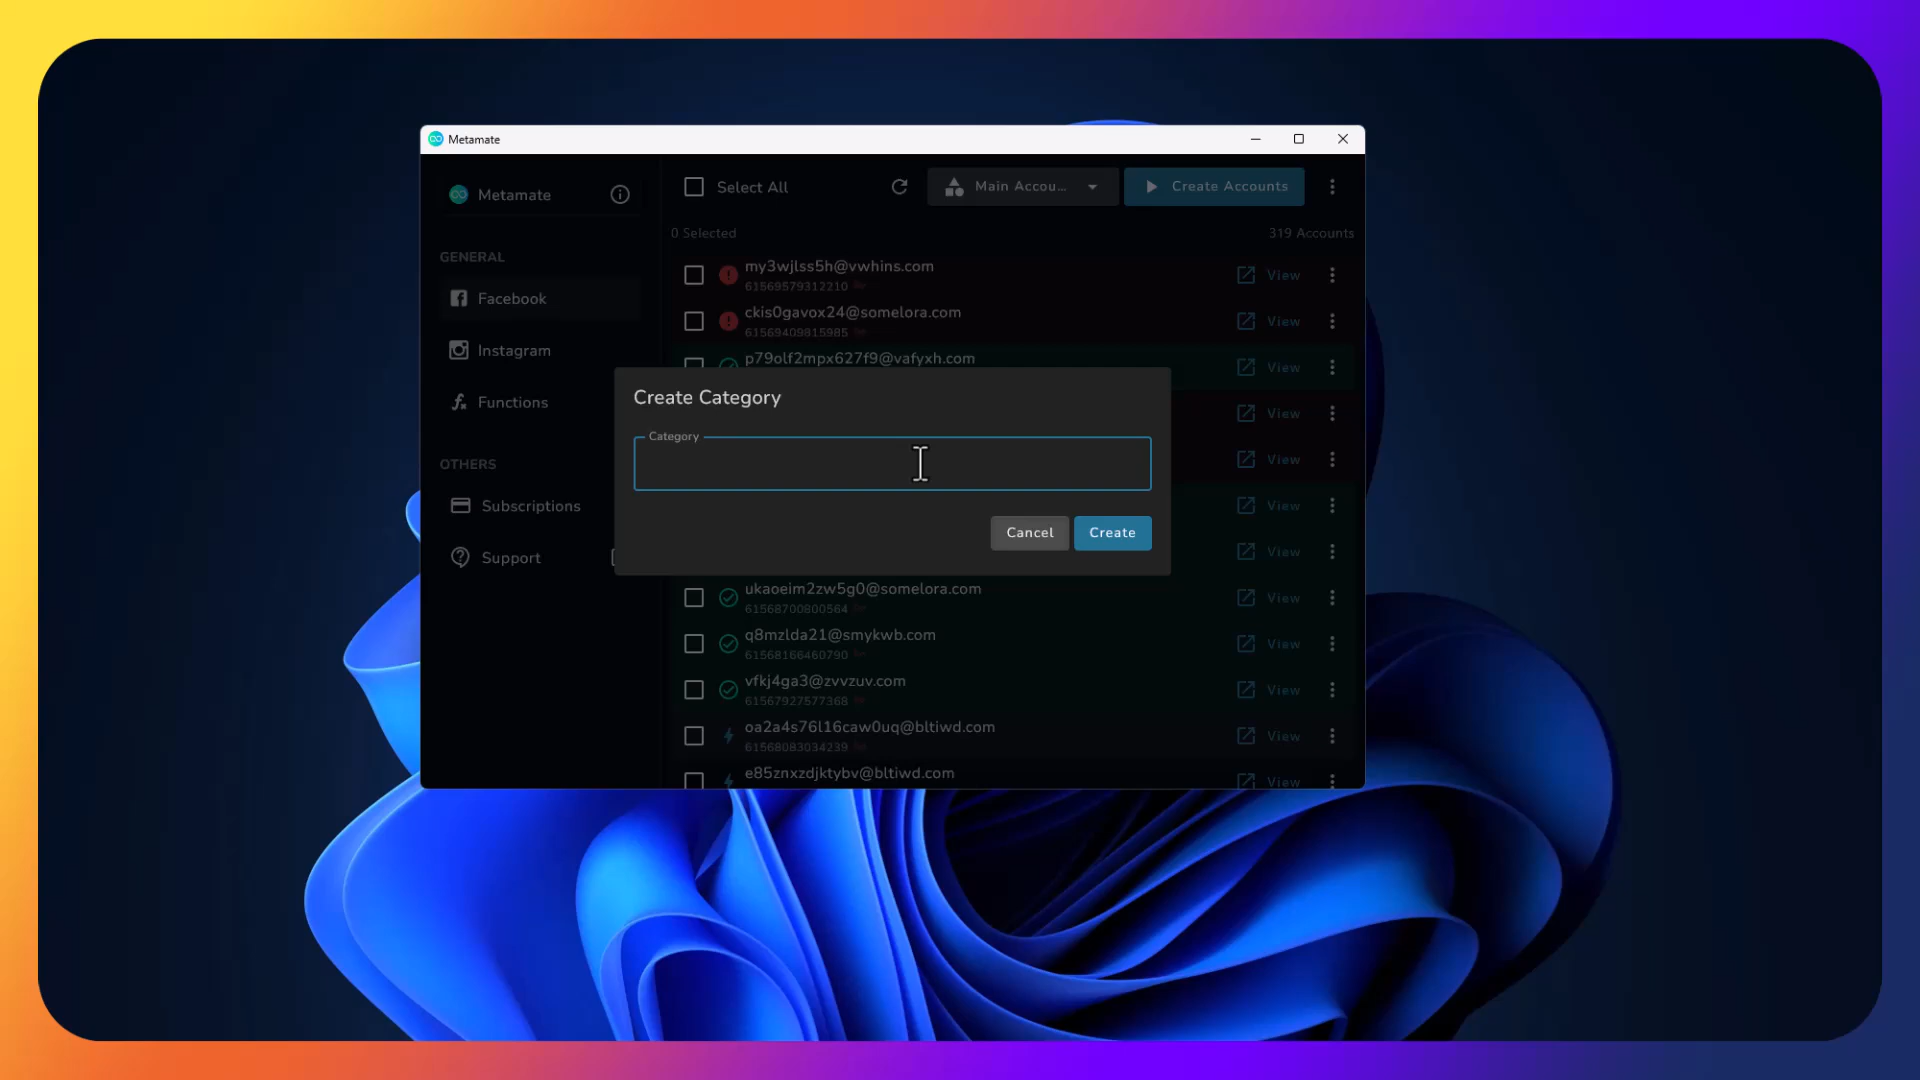 Metamate
Metamate
Select All
Main Accou...
Create Accounts
0 Selected
319 Accounts
GENERAL
Facebook
Instagram
Functions
OTHERS
Subscriptions
Support
my3wjlss5h@vwhins.com
61569579312210
View
ckis0gavox24@somelora.com
61569409815985
View
p79olf2mpx627f9@vafyxh.com
View
View
View
View
View
Create Category
Category
Cancel
Create
ukaoeim2zw5g0@somelora.com
61568700800564
View
q8mzlda21@smykwb.com
61568166460790
View
vfkj4ga3@zvvzuv.com
61567927577368
View
oa2a4s76l16caw0uq@bltiwd.com
61568083034239
View
e85znxzdjktybv@bltiwd.com
View